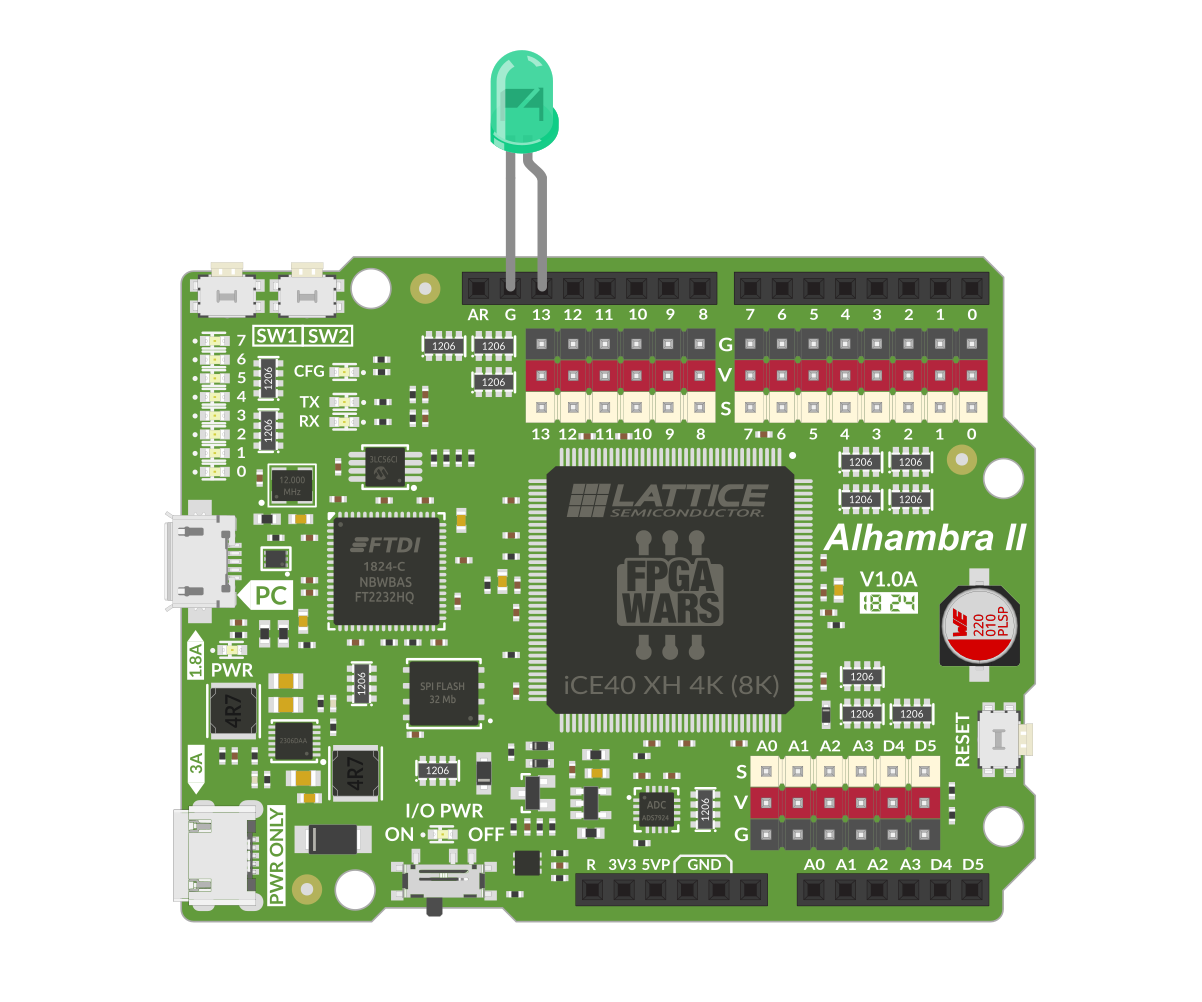 AR G 13 12 11 10 9 8 7 6 5 4 3 2 1 0
SW1 SW2
7
6
5
4
3
2
1
0
1206
1206
CFG
TX
RX
1206 1206
1206
G
V
S
13 12 11 10 9 8 7 6 5 4 3 2 1 0
3LC56CI
12.000
MHz
1206 1206
1206 1206
LATTICE
SEMICONDUCTOR.
FPGA
WARS
iCE40 XH 4K (8K)
FTDI
1824-C
NBWBAS
FT2232HQ
Alhambra II
V1.0A
18 24
WE
220
010
PLSP
PC
1.8A
PWR
4R7
2306DAA
4R7
1206
SPI FLASH
32 Mb
1206
1206
1206 1206
RESET
3A
PWR ONLY
I/O PWR
ON OFF
ADC
ADS7924
1206
A0 A1 A2 A3 D4 D5
S
V
G
R 3V3 5VP GND
A0 A1 A2 A3 D4 D5